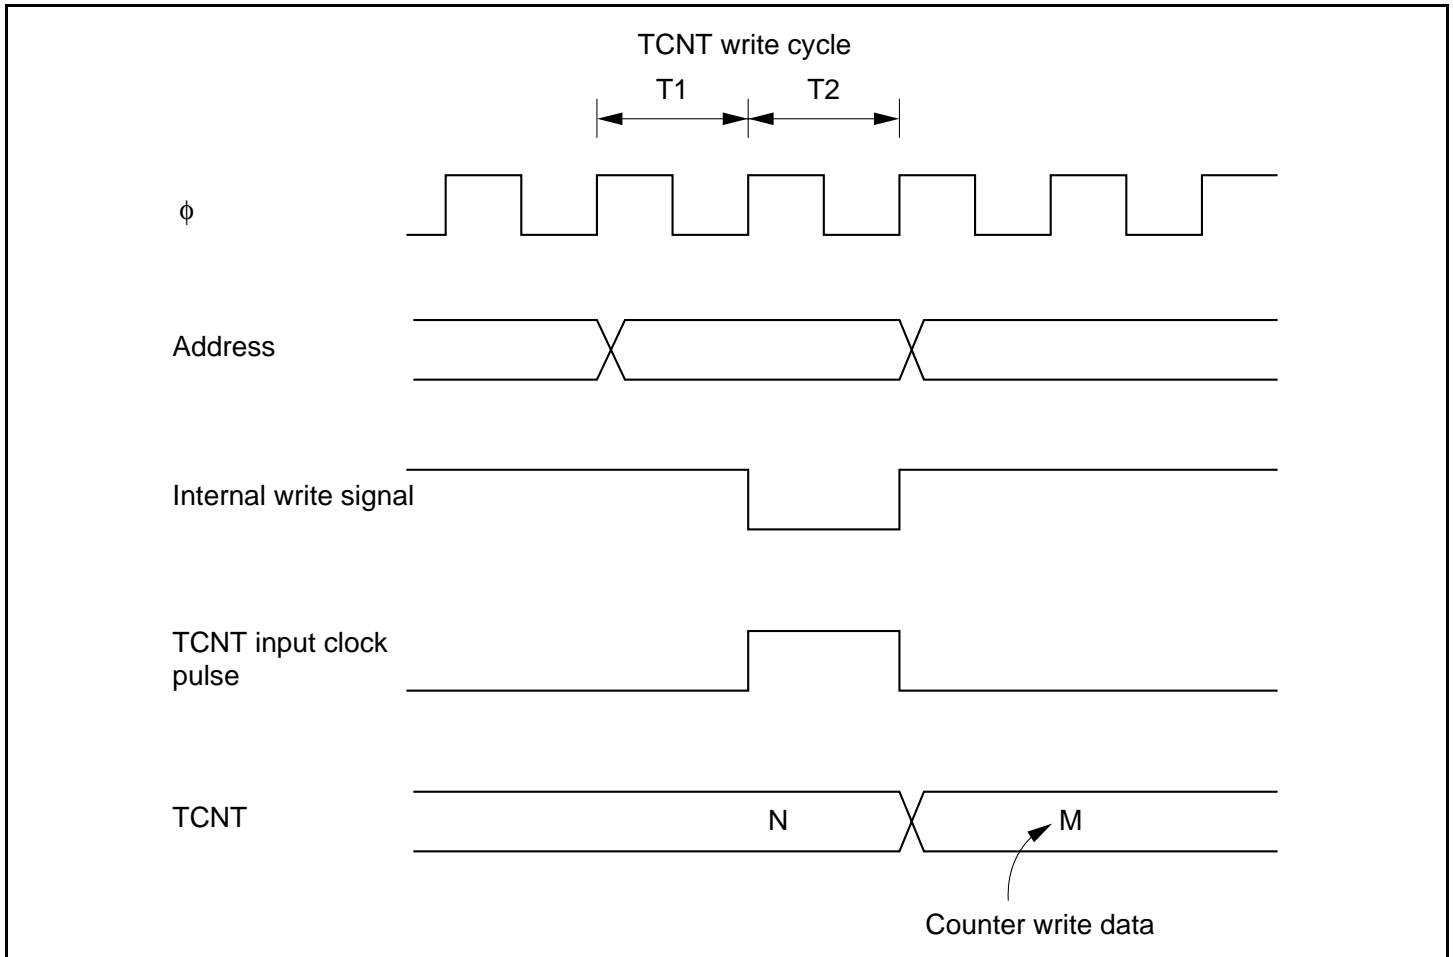 TCNT write cycle
T1 T2
ϕ
Address
Internal write signal
TCNT input clock
pulse
TCNT N M
Counter write data